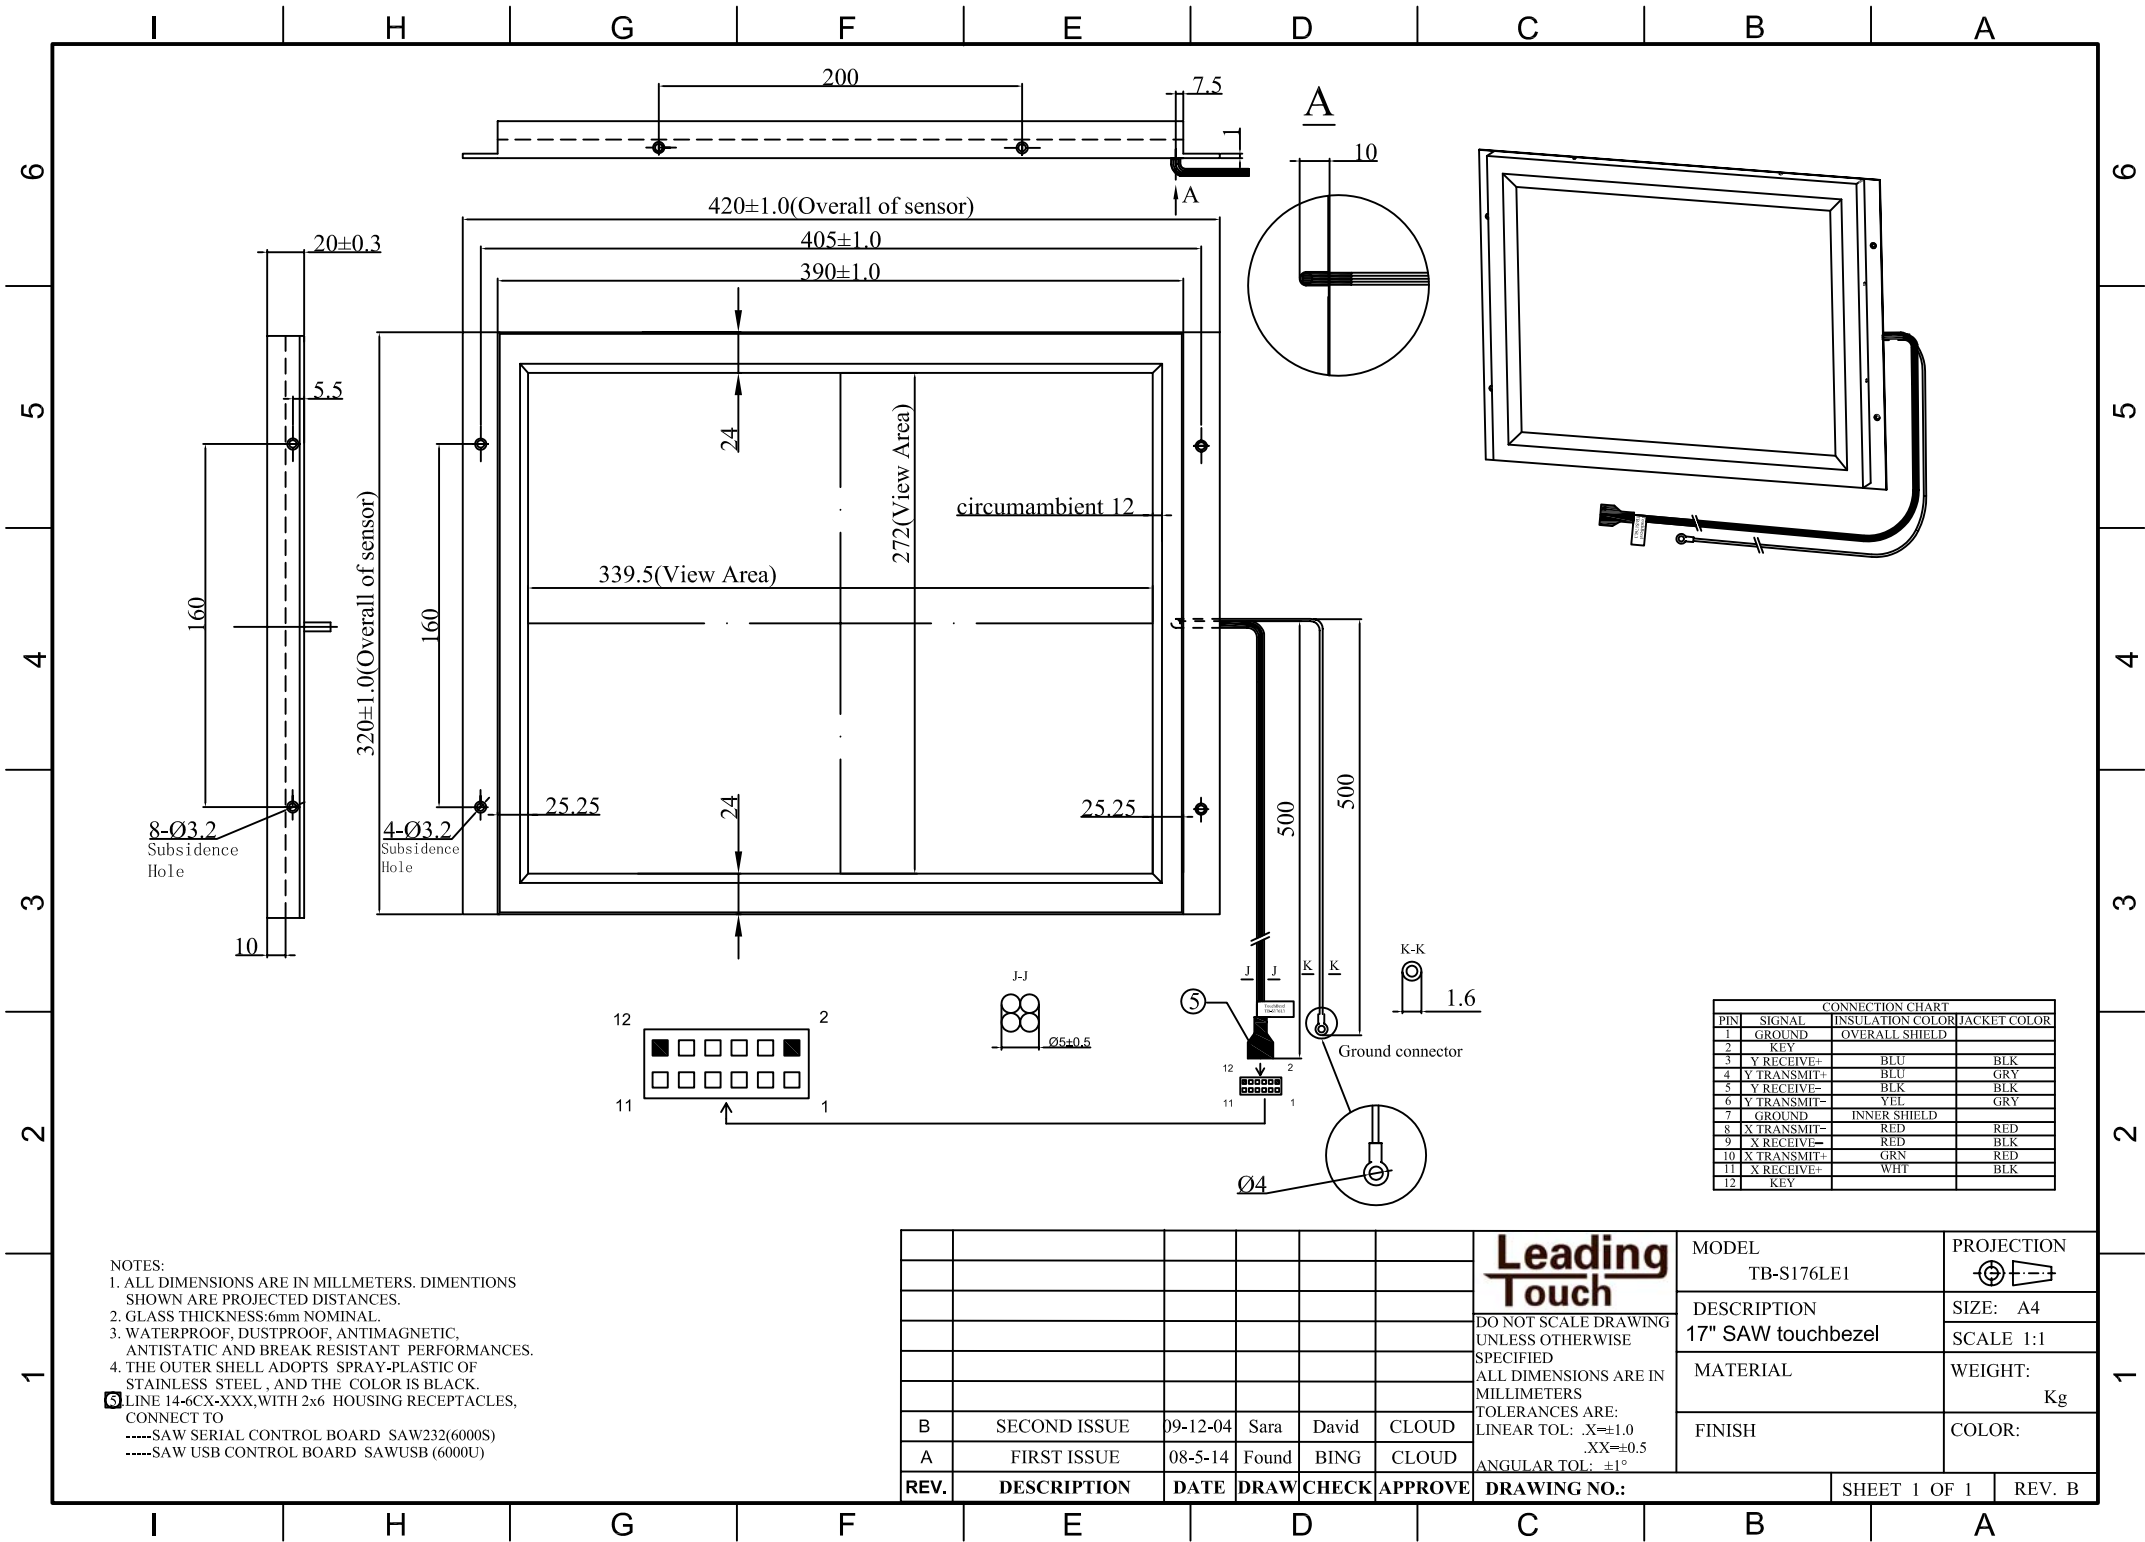 I H G F E D C B A
6 6
5 5
4 4
3 3
2 2
1 1
200
7.5
1
A
A
10
420±1.0(Overall of sensor)
405±1.0
390±1.0
20±0.3
5.5
24
272(View Area)
circumambient 12
339.5(View Area)
320±1.0(Overall of sensor)
160
160
25.25
24
25.25
8-Ø3.2
Subsidence
Hole
4-Ø3.2
Subsidence
Hole
10
500
500
J J K K
K-K
1.6
J-J
Ø5±0.5
5
Ground connector
12 2
11 1
12 2
11 1
Ø4
CONNECTION CHART
PIN SIGNAL INSULATION COLOR JACKET COLOR
1 GROUND OVERALL SHIELD
2 KEY
3 Y RECEIVE+ BLU BLK
4 Y TRANSMIT+ BLU GRY
5 Y RECEIVE- BLK BLK
6 Y TRANSMIT- YEL GRY
7 GROUND INNER SHIELD
8 X TRANSMIT- RED RED
9 X RECEIVE- RED BLK
10 X TRANSMIT+ GRN RED
11 X RECEIVE+ WHT BLK
12 KEY
NOTES:
1. ALL DIMENSIONS ARE IN MILLMETERS. DIMENTIONS
SHOWN ARE PROJECTED DISTANCES.
2. GLASS THICKNESS:6mm NOMINAL.
3. WATERPROOF, DUSTPROOF, ANTIMAGNETIC,
ANTISTATIC AND BREAK RESISTANT PERFORMANCES.
4. THE OUTER SHELL ADOPTS SPRAY-PLASTIC OF
STAINLESS STEEL , AND THE COLOR IS BLACK.
5.LINE 14-6CX-XXX,WITH 2x6 HOUSING RECEPTACLES,
CONNECT TO
-----SAW SERIAL CONTROL BOARD SAW232(6000S)
-----SAW USB CONTROL BOARD SAWUSB (6000U)
B SECOND ISSUE 09-12-04 Sara David CLOUD
A FIRST ISSUE 08-5-14 Found BING CLOUD
REV. DESCRIPTION DATE DRAW CHECK APPROVE
Leading
Touch
DO NOT SCALE DRAWING
UNLESS OTHERWISE
SPECIFIED
ALL DIMENSIONS ARE IN
MILLIMETERS
TOLERANCES ARE:
LINEAR TOL: .X=±1.0
.XX=±0.5
ANGULAR TOL: ±1°
DRAWING NO.:
MODEL
TB-S176LE1
DESCRIPTION
17" SAW touchbezel
MATERIAL
FINISH
PROJECTION
SIZE: A4
SCALE 1:1
WEIGHT:
Kg
COLOR:
SHEET 1 OF 1
REV. B
I H G F E D C B A